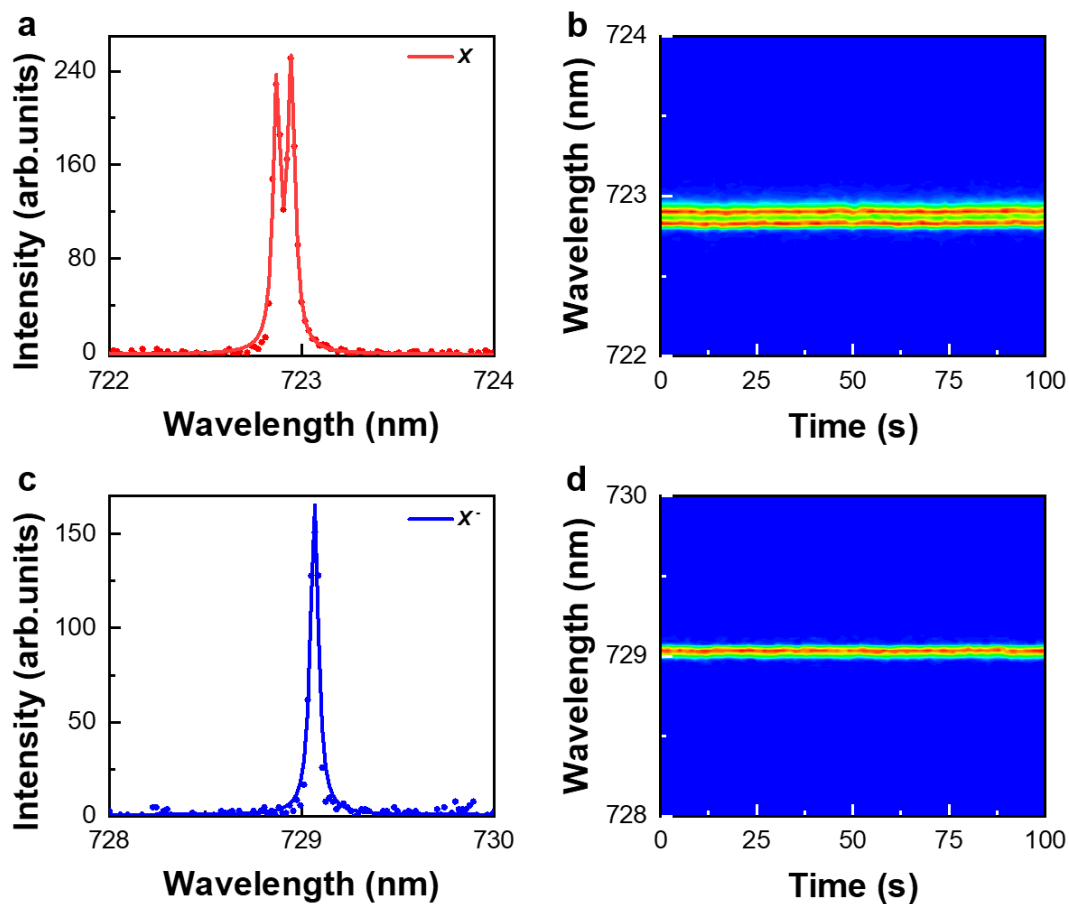 a
X
240
160
80
0
722
723
724
Intensity (arb.units)
Wavelength (nm)
b
724
723
722
0
25
50
75
100
Wavelength (nm)
Time (s)
c
X-
150
100
50
0
728
729
730
Intensity (arb.units)
Wavelength (nm)
d
730
729
728
0
25
50
75
100
Wavelength (nm)
Time (s)